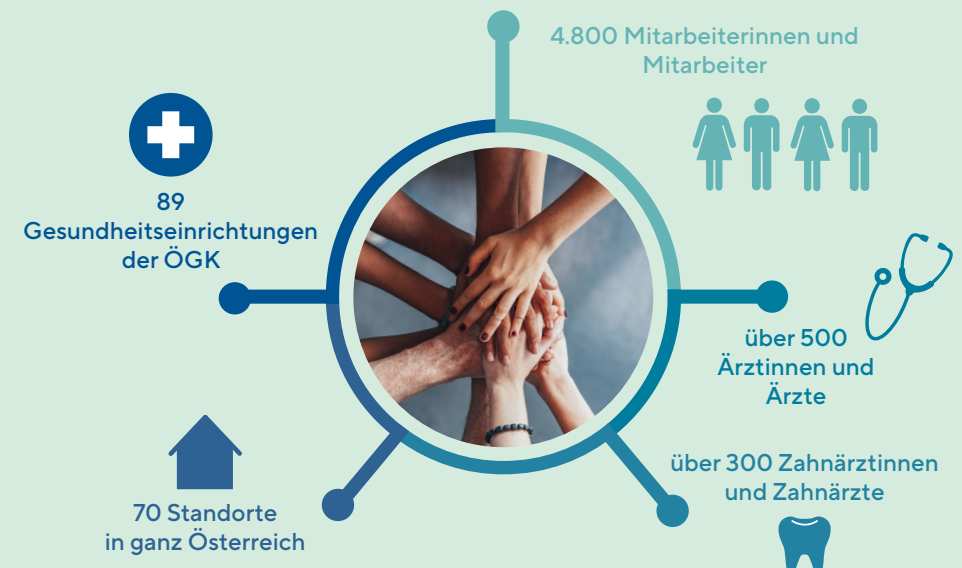 4.800 Mitarbeiterinnen und
Mitarbeiter
89
Gesundheitseinrichtungen
der ÖGK
über 500
Ärztinnen und
Ärzte
über 300 Zahnärztinnen
und Zahnärzte
70 Standorte
in ganz Österreich